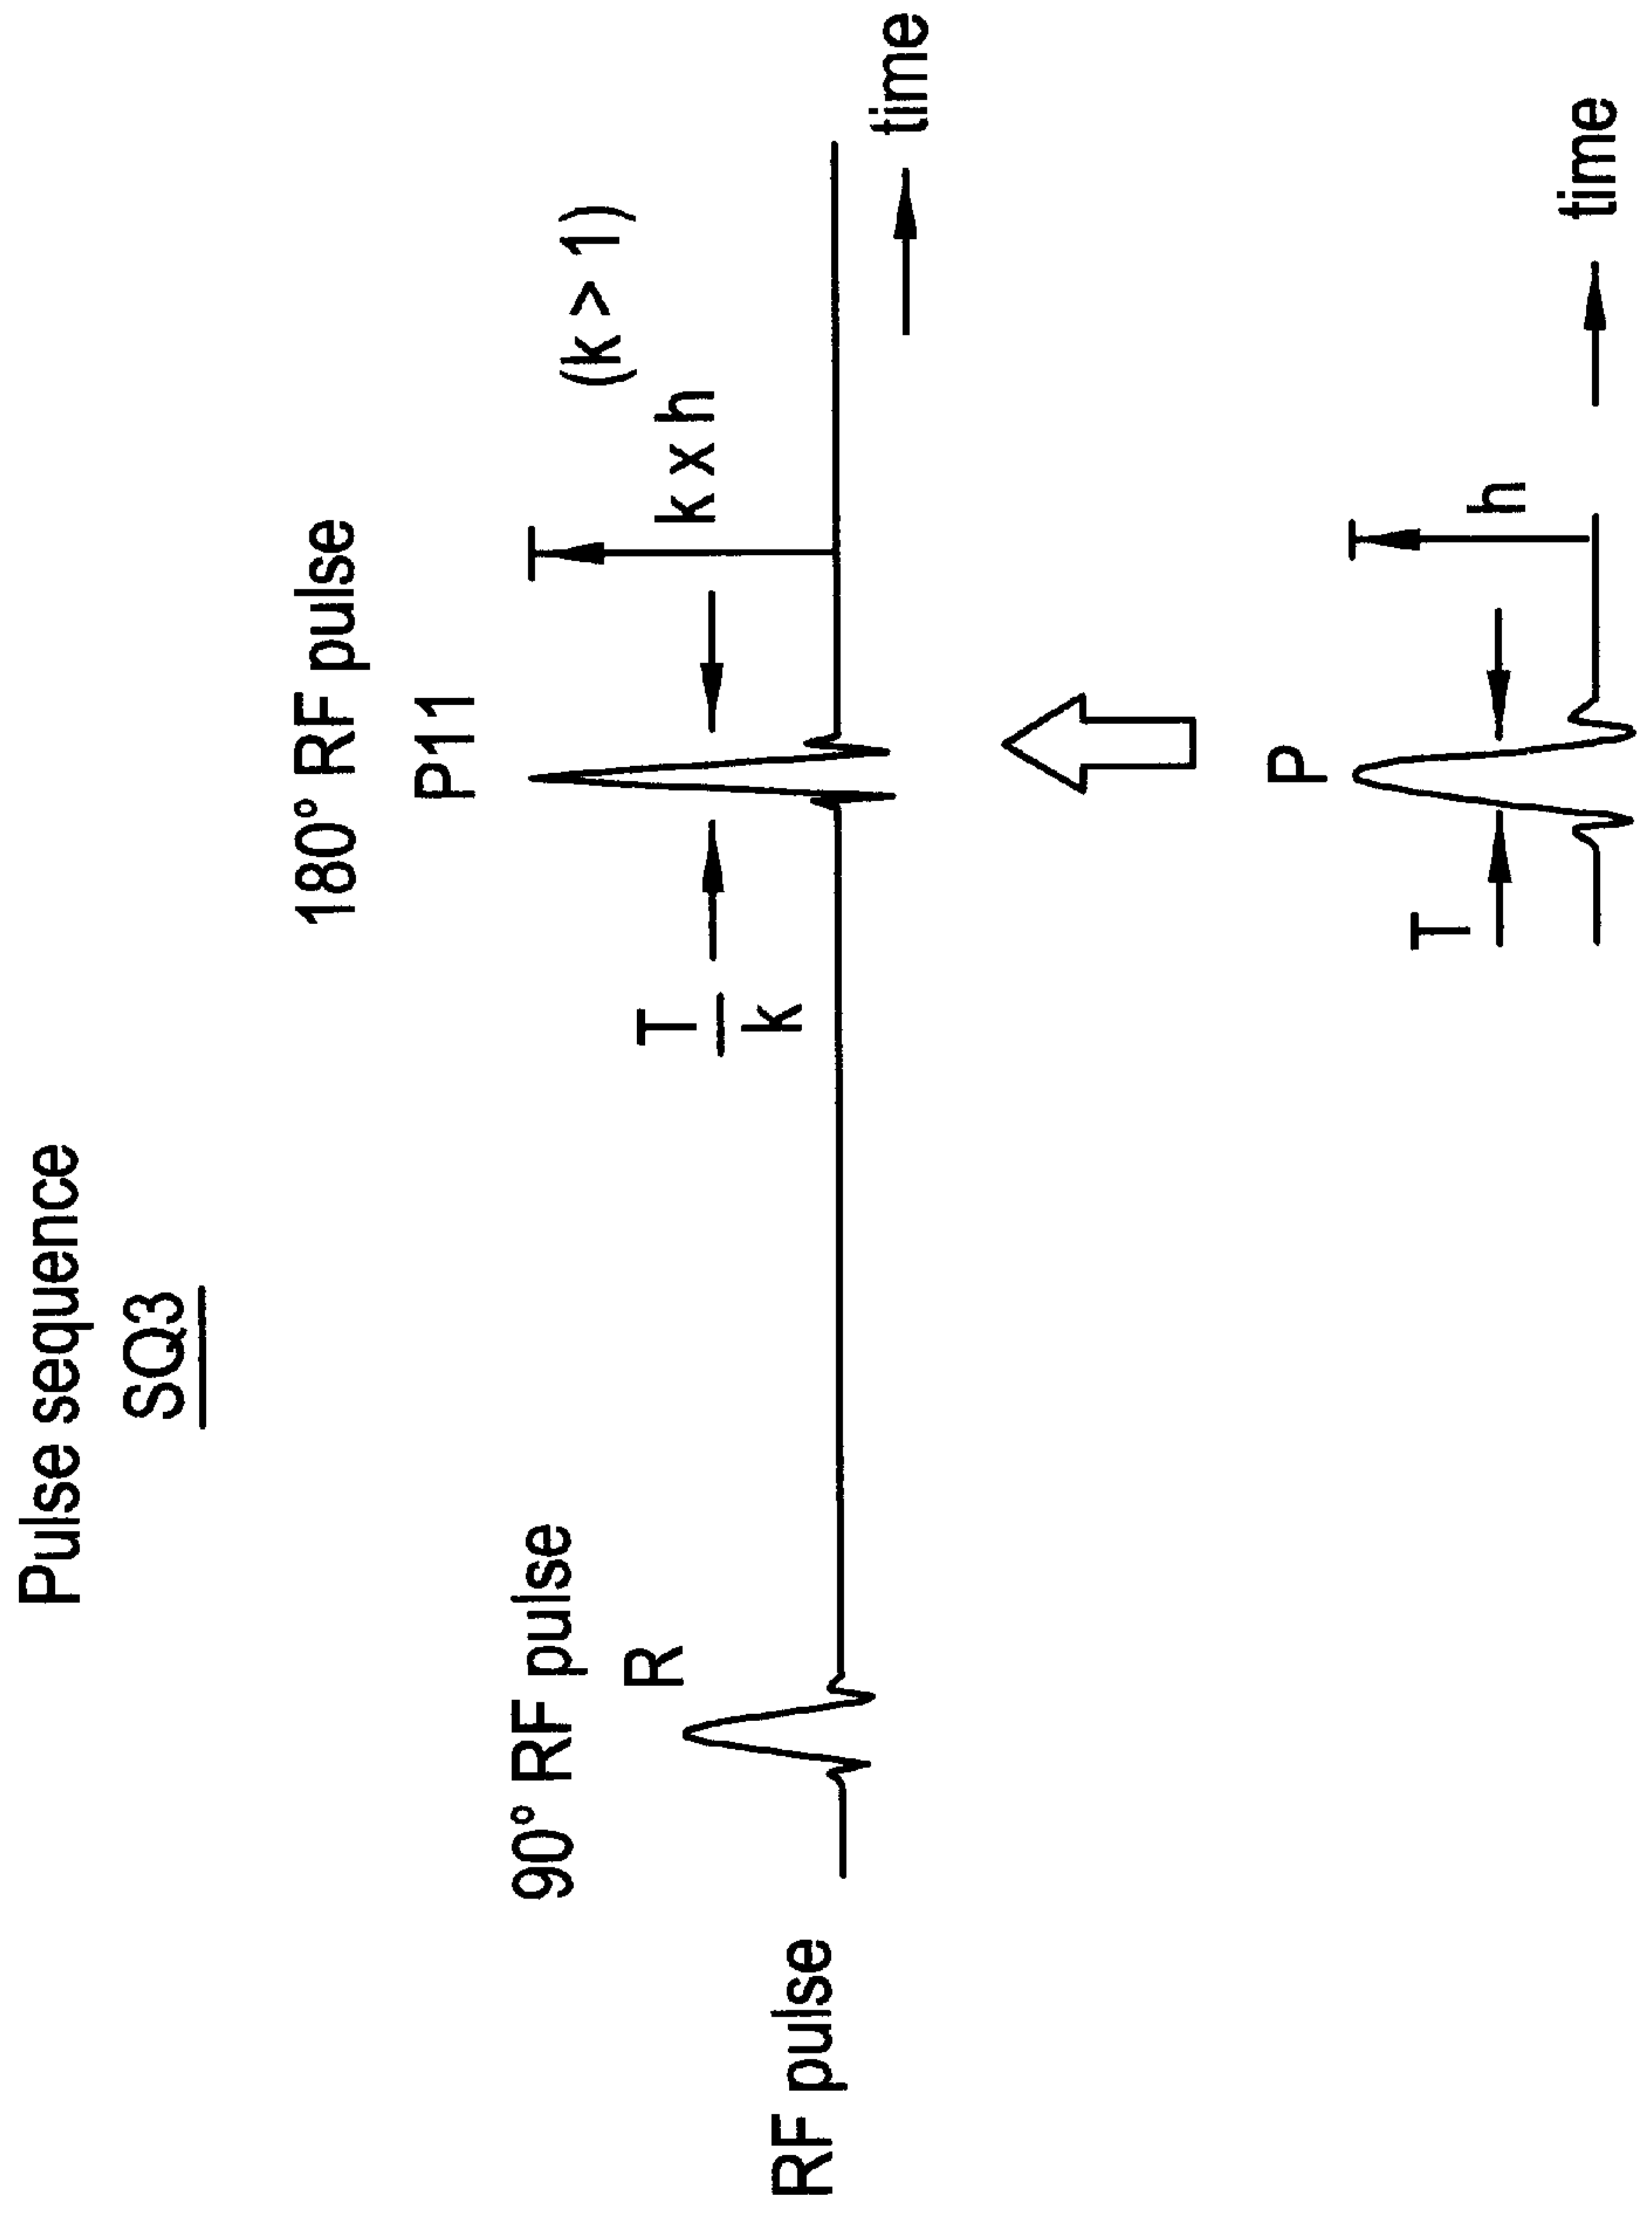 Pulse sequence
SQ3
180° RF pulse
P11
(k > 1)
90° RF pulse
R
k x h
T
k
RF pulse
time
P
T
h
time